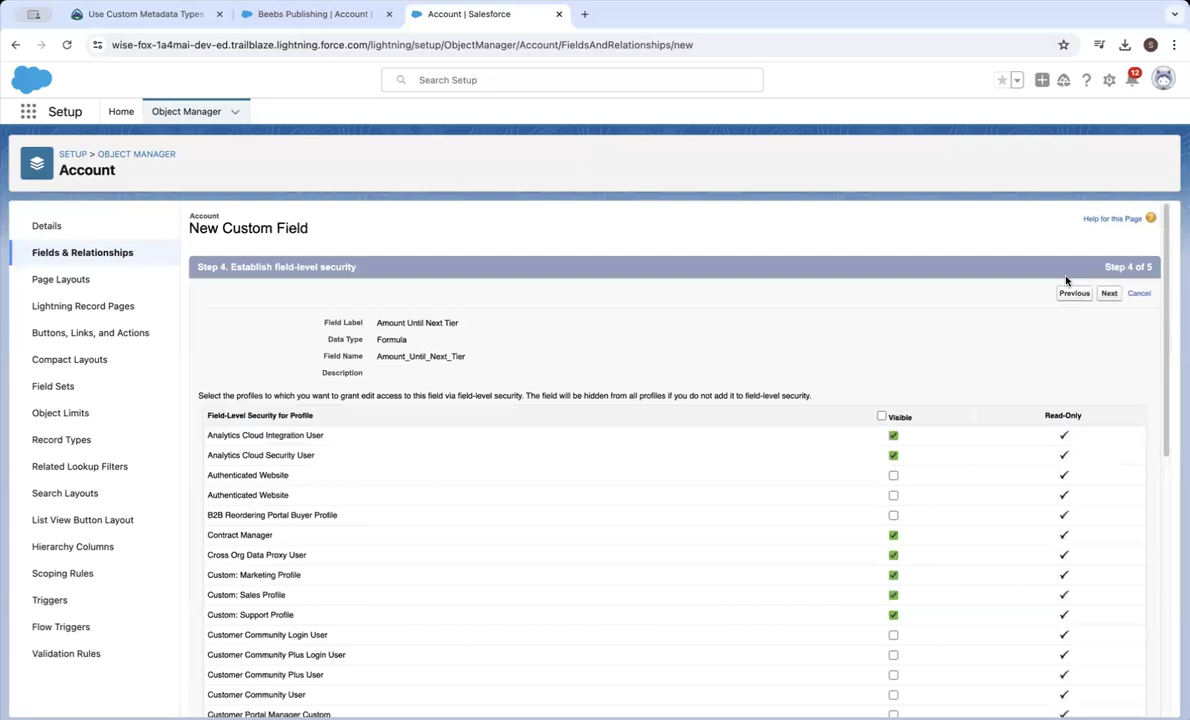 Use Custom Metadata Types
Beebs Publishing | Account |
Account | Salesforce
wise-fox-1a4mai-dev-ed.trailblaze.lightning.force.com/lightning/setup/ObjectManager/Account/FieldsAndRelationships/new
S
Search Setup
12
Setup
Home
Object Manager
SETUP > OBJECT MANAGER
Account
Details
Fields & Relationships
Page Layouts
Lightning Record Pages
Buttons, Links, and Actions
Compact Layouts
Field Sets
Object Limits
Record Types
Related Lookup Filters
Search Layouts
List View Button Layout
Hierarchy Columns
Scoping Rules
Triggers
Flow Triggers
Validation Rules
Account
New Custom Field
Help for this Page
Step 4. Establish field-level security
Step 4 of 5
Previous Next Cancel
Field Label Amount Until Next Tier
Data Type Formula
Field Name Amount_Until_Next_Tier
Description
Select the profiles to which you want to grant edit access to this field via field-level security. The field will be hidden from all profiles if you do not add it to field-level security.
Field-Level Security for Profile Visible Read-Only
Analytics Cloud Integration User
Analytics Cloud Security User
Authenticated Website
Authenticated Website
B2B Reordering Portal Buyer Profile
Contract Manager
Cross Org Data Proxy User
Custom: Marketing Profile
Custom: Sales Profile
Custom: Support Profile
Customer Community Login User
Customer Community Plus Login User
Customer Community Plus User
Customer Community User
Customer Portal Manager Custom